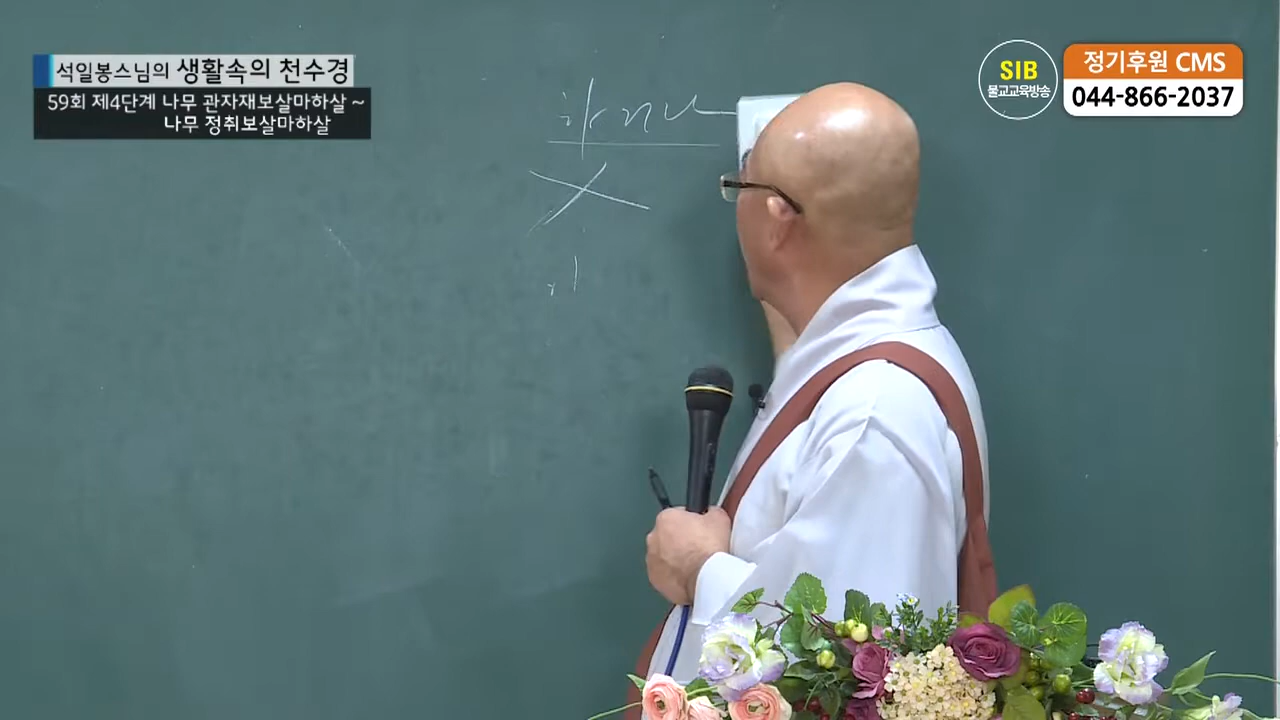 석일봉스님의 생활속의 천수경
59회 제4단계 나무 관자재보살마하살 ~
나무 정취보살마하살
SIB
불교교육방송
정기후원 CMS
044-866-2037